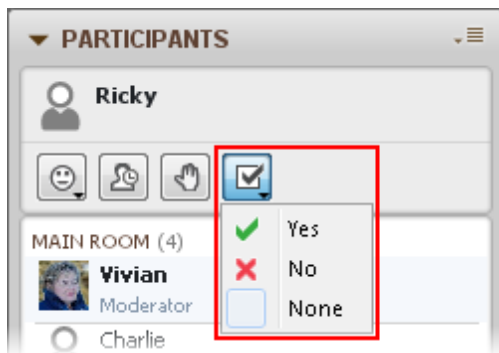 PARTICIPANTS
Ricky
MAIN ROOM (4)
Yes
Vivian
No
Moderator
None
Charlie